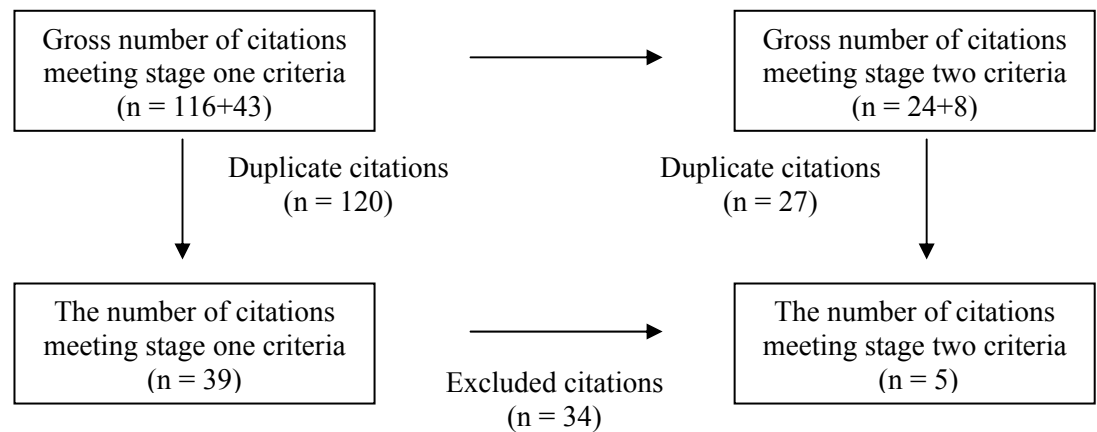 Gross number of citations
meeting stage one criteria
(n = 116+43)
Gross number of citations
meeting stage two criteria
(n = 24+8)
Duplicate citations
(n = 120)
Duplicate citations
(n = 27)
The number of citations
meeting stage one criteria
(n = 39)
Excluded citations
(n = 34)
The number of citations
meeting stage two criteria
(n = 5)